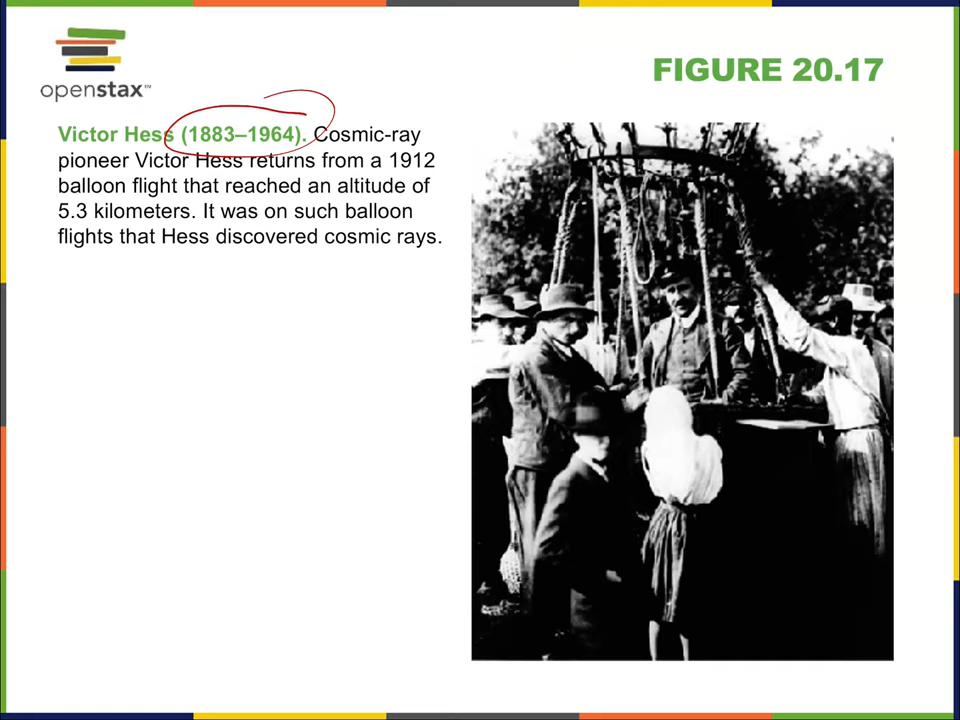 openstax™
FIGURE 20.17
Victor Hess (1883–1964). Cosmic-ray
pioneer Victor Hess returns from a 1912
balloon flight that reached an altitude of
5.3 kilometers. It was on such balloon
flights that Hess discovered cosmic rays.